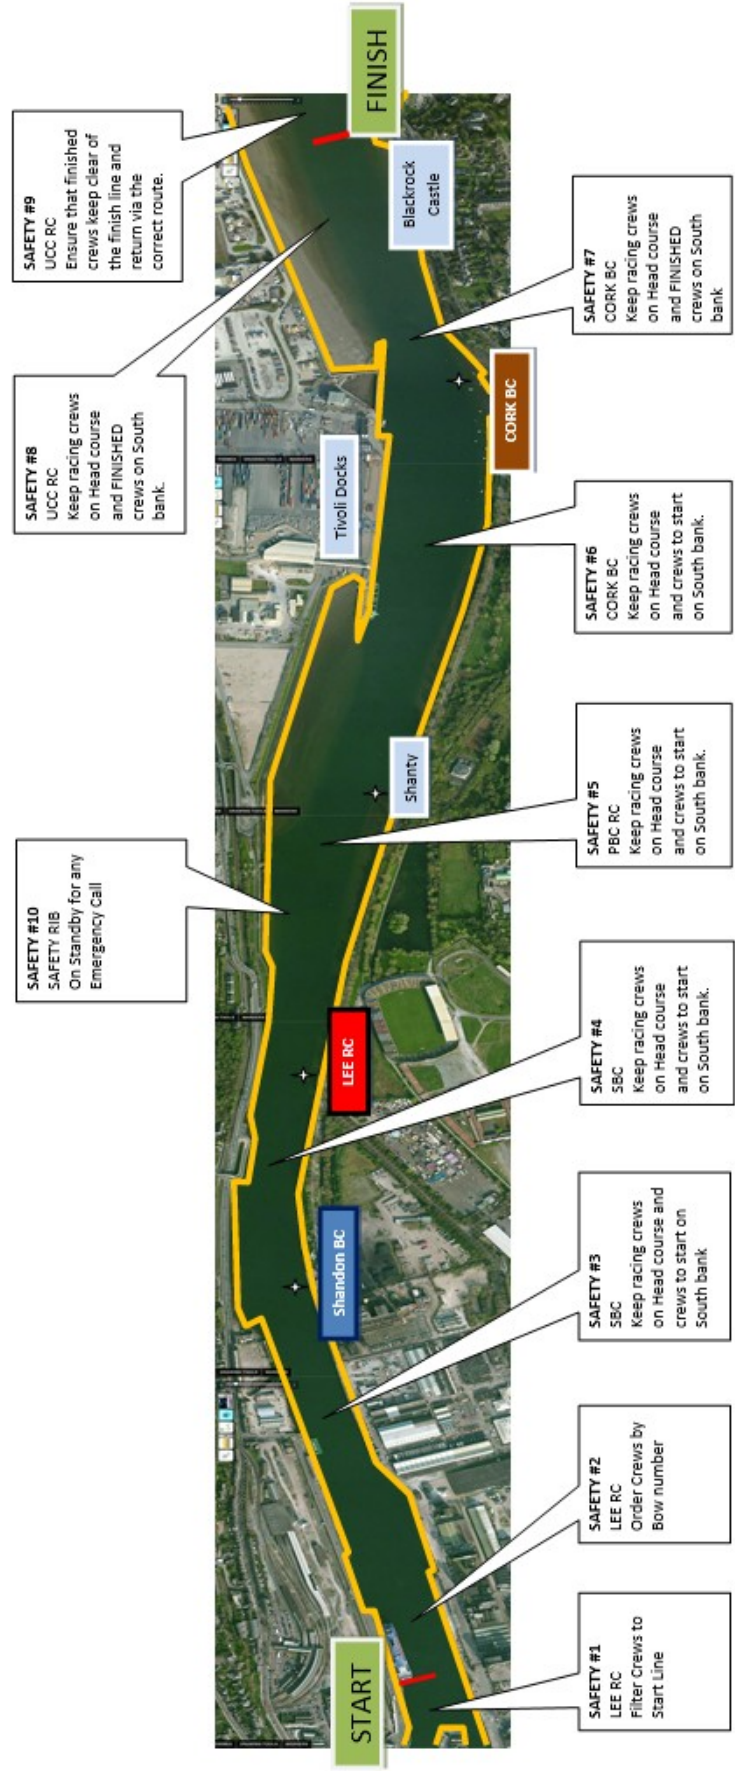 SAFETY #9
UCC RC
Ensure that finished
crews keep clear of
the finish line and
return via the
correct route.
SAFETY #8
UCC RC
Keep racing crews
on Head course
and FINISHED
crews on South
bank.
SAFETY #10
SAFETY RIB
On Standby for any
Emergency Call
START
Shandon BC
LEE RC
Shanty
Tivoli Docks
CORK BC
Blackrock
Castle
FINISH
SAFETY #1
LEE RC
Filter Crews to
Start Line
SAFETY #2
LEE RC
Order Crews by
Bow number
SAFETY #3
SBC
Keep racing crews
on Head course and
crews to start on
South bank
SAFETY #4
SBC
Keep racing crews
on Head course
and crews to start
on South bank.
SAFETY #5
PBC RC
Keep racing crews
on Head course
and crews to start
on South bank.
SAFETY #6
CORK BC
Keep racing crews
on Head course
and crews to start
on South bank.
SAFETY #7
CORK BC
Keep racing crews
on Head course
and FINISHED
crews on South
bank